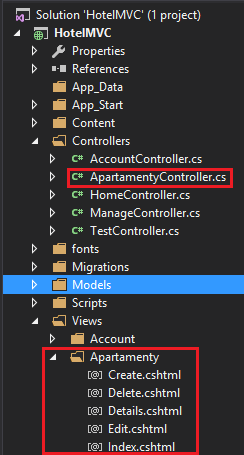 Solution 'HotelMVC' (1 project)
HotelMVC
Properties
References
App_Data
App_Start
Content
Controllers
C# AccountController.cs
C# ApartamentyController.cs
C# HomeController.cs
C# ManageController.cs
C# TestController.cs
fonts
Migrations
Models
Scripts
Views
Account
Apartamenty
[@] Create.cshtml
[@] Delete.cshtml
[@] Details.cshtml
[@] Edit.cshtml
[@] Index.cshtml